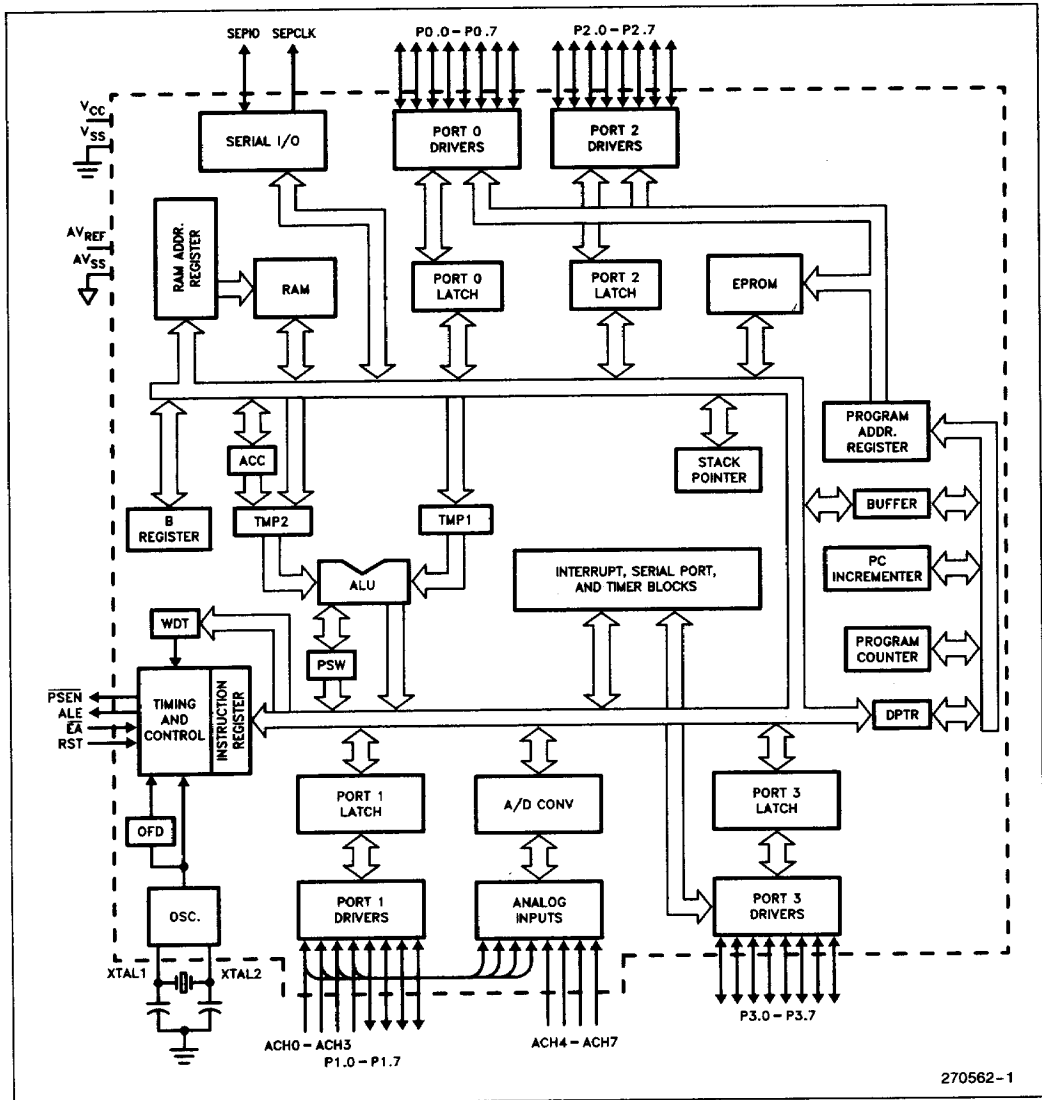 SEPIO SEPCLK P0.0-P0.7 P2.0-P2.7
VCC
VSS
SERIAL I/O
PORT 0
DRIVERS
PORT 2
DRIVERS
AVREF
AVSS
RAM ADDR.
REGISTER
RAM
PORT 0
LATCH
PORT 2
LATCH
EPROM
PROGRAM
ADDR.
REGISTER
ACC
STACK
POINTER
B
REGISTER
TMP2
TMP1
BUFFER
ALU
INTERRUPT, SERIAL PORT,
AND TIMER BLOCKS
PC
INCREMENTER
WDT
PSW
PROGRAM
COUNTER
PSEN
ALE
EA
RST
TIMING
AND
CONTROL
INSTRUCTION
REGISTER
DPTR
PORT 1
LATCH
A/D CONV
PORT 3
LATCH
OFD
OSC.
PORT 1
DRIVERS
ANALOG
INPUTS
PORT 3
DRIVERS
XTAL1 XTAL2
ACH0-ACH3
P1.0-P1.7
ACH4-ACH7
P3.0-P3.7
270562-1